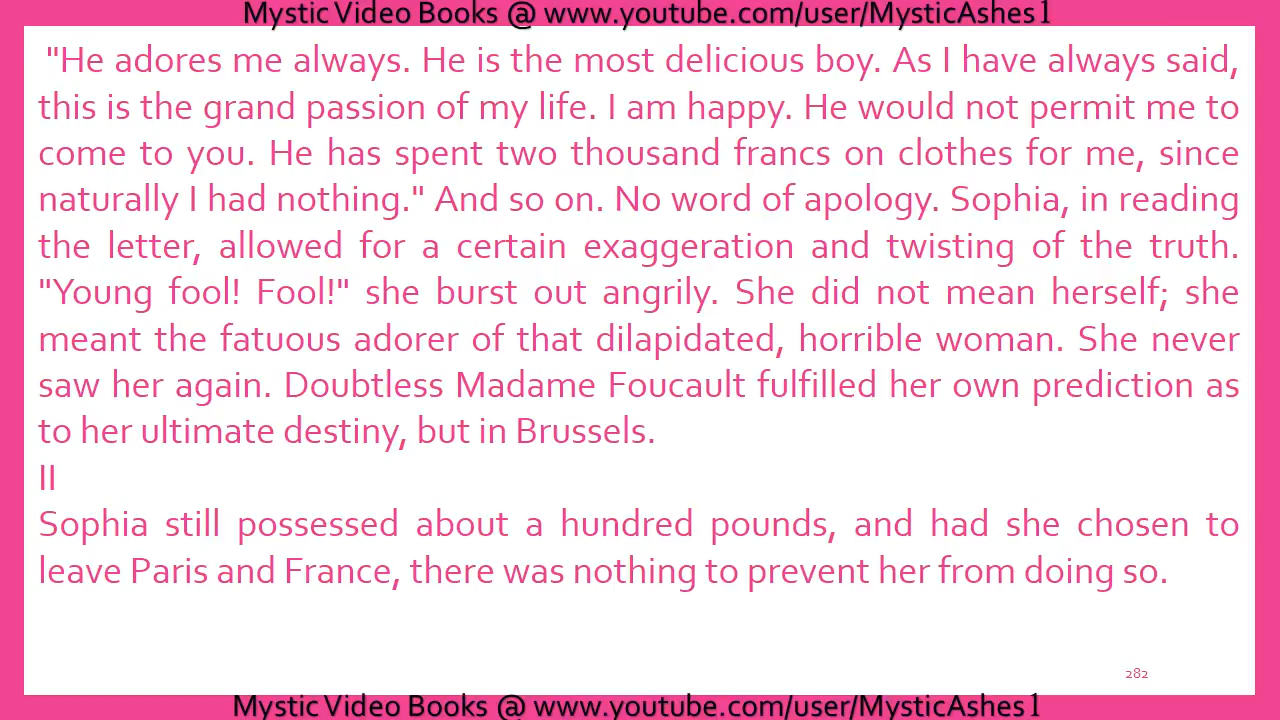 Mystic Video Books @ www.youtube.com/user/MysticAshes1
"He adores me always. He is the most delicious boy. As I have always said,
this is the grand passion of my life. I am happy. He would not permit me to
come to you. He has spent two thousand francs on clothes for me, since
naturally I had nothing." And so on. No word of apology. Sophia, in reading
the letter, allowed for a certain exaggeration and twisting of the truth.
"Young fool! Fool!" she burst out angrily. She did not mean herself; she
meant the fatuous adorer of that dilapidated, horrible woman. She never
saw her again. Doubtless Madame Foucault fulfilled her own prediction as
to her ultimate destiny, but in Brussels.
II
Sophia still possessed about a hundred pounds, and had she chosen to
leave Paris and France, there was nothing to prevent her from doing so.
282
Mystic Video Books @ www.youtube.com/user/MysticAshes1